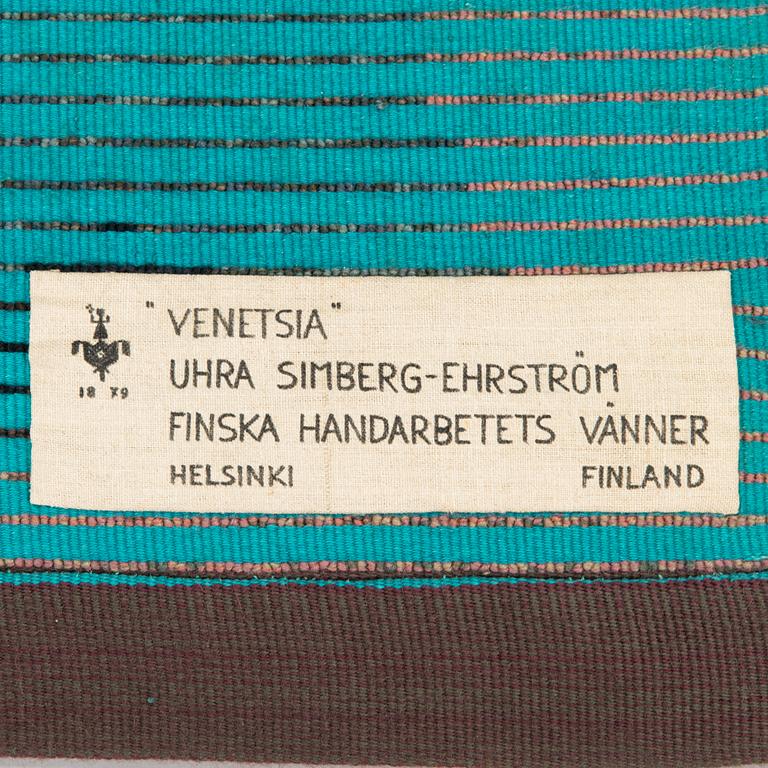 "VENETSIA"
UHRA SIMBERG-EHRSTRÖM
FINSKA HANDARBETETS VÄNNER
HELSINKI FINLAND
18 79